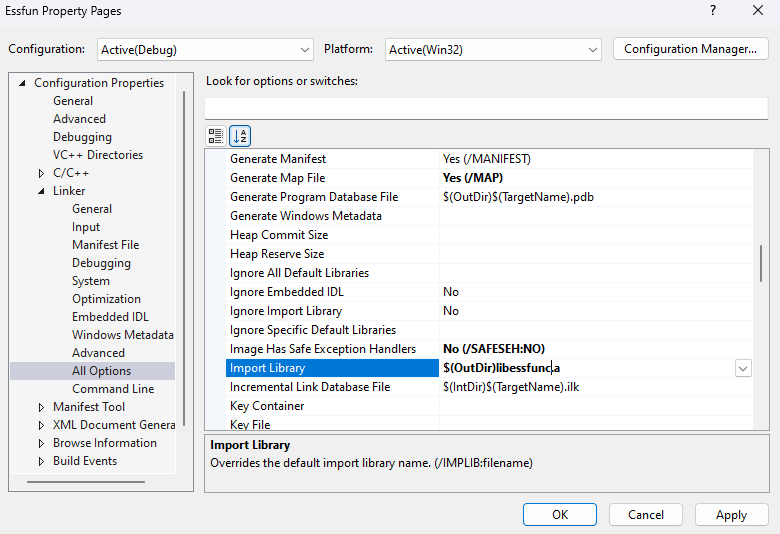 Essfun Property Pages
Configuration: Active(Debug) Platform: Active(Win32) Configuration Manager...
Configuration Properties
General
Advanced
Debugging
VC++ Directories
C/C++
Linker
General
Input
Manifest File
Debugging
System
Optimization
Embedded IDL
Windows Metadata
Advanced
All Options
Command Line
Manifest Tool
XML Document Genera
Browse Information
Build Events
Look for options or switches:
Generate Manifest Yes (/MANIFEST)
Generate Map File Yes (/MAP)
Generate Program Database File $(OutDir)$(TargetName).pdb
Generate Windows Metadata
Heap Commit Size
Heap Reserve Size
Ignore All Default Libraries
Ignore Embedded IDL No
Ignore Import Library No
Ignore Specific Default Libraries
Image Has Safe Exception Handlers No (/SAFESEH:NO)
Import Library $(OutDir)libessfunc.a
Incremental Link Database File $(IntDir)$(TargetName).ilk
Key Container
Key File
Import Library
Overrides the default import library name. (/IMPLIB:filename)
OK Cancel Apply